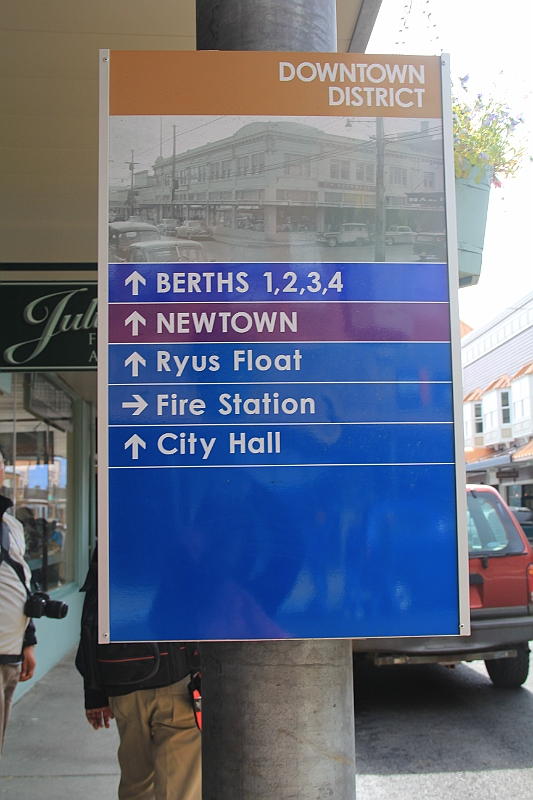 DOWNTOWN
DISTRICT
↑ BERTHS 1,2,3,4
↑ NEWTOWN
↑ Ryus Float
→ Fire Station
↑ City Hall